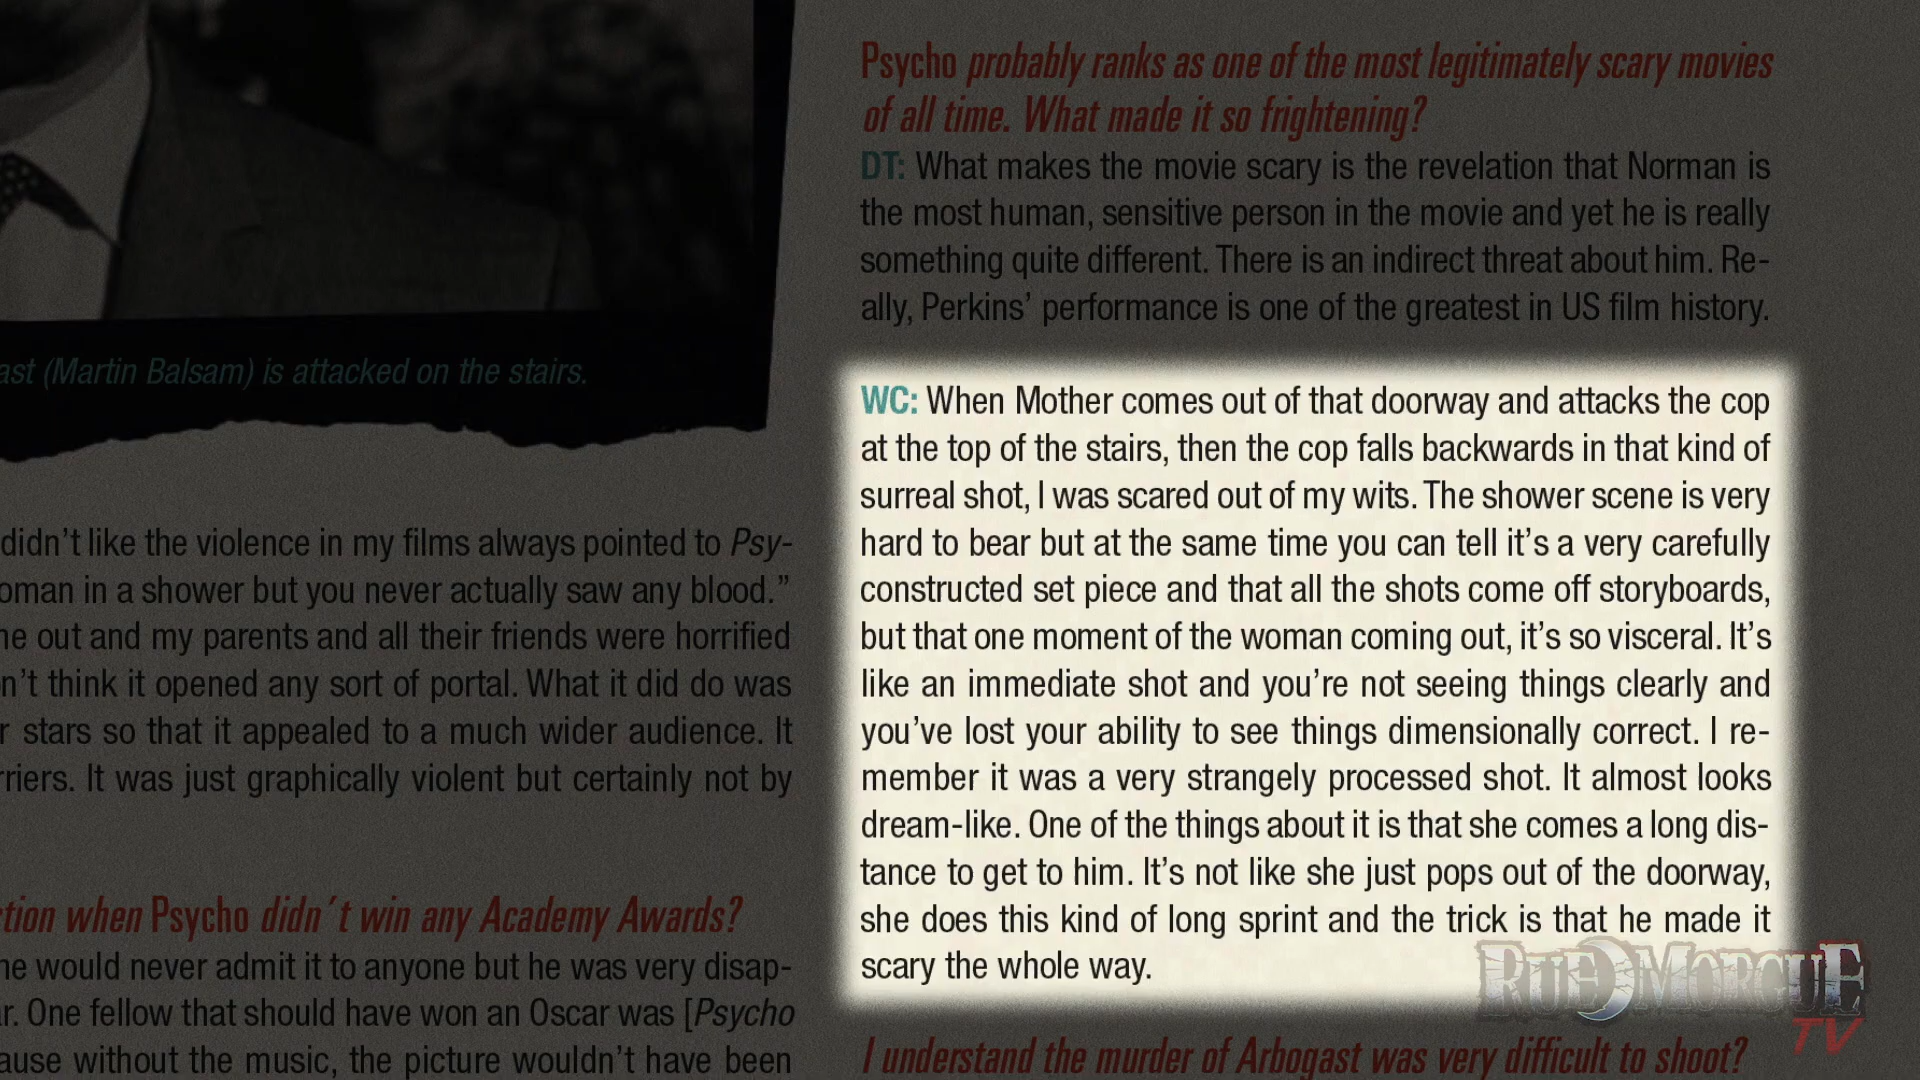 ast (Martin Balsam) is attacked on the stairs.
didn't like the violence in my films always pointed to Psy-
oman in a shower but you never actually saw any blood."
ne out and my parents and all their friends were horrified
n't think it opened any sort of portal. What it did do was
r stars so that it appealed to a much wider audience. It
rriers. It was just graphically violent but certainly not by
ction when Psycho didn´t win any Academy Awards?
he would never admit it to anyone but he was very disap-
ar. One fellow that should have won an Oscar was [Psycho
ause without the music, the picture wouldn't have been
Psycho probably ranks as one of the most legitimately scary movies
of all time. What made it so frightening?
DT: What makes the movie scary is the revelation that Norman is
the most human, sensitive person in the movie and yet he is really
something quite different. There is an indirect threat about him. Re-
ally, Perkins' performance is one of the greatest in US film history.
WC: When Mother comes out of that doorway and attacks the cop
at the top of the stairs, then the cop falls backwards in that kind of
surreal shot, I was scared out of my wits. The shower scene is very
hard to bear but at the same time you can tell it's a very carefully
constructed set piece and that all the shots come off storyboards,
but that one moment of the woman coming out, it's so visceral. It's
like an immediate shot and you're not seeing things clearly and
you've lost your ability to see things dimensionally correct. I re-
member it was a very strangely processed shot. It almost looks
dream-like. One of the things about it is that she comes a long dis-
tance to get to him. It's not like she just pops out of the doorway,
she does this kind of long sprint and the trick is that he made it
scary the whole way.
I understand the murder of Arbogast was very difficult to shoot?
RUE MORGUE
TV